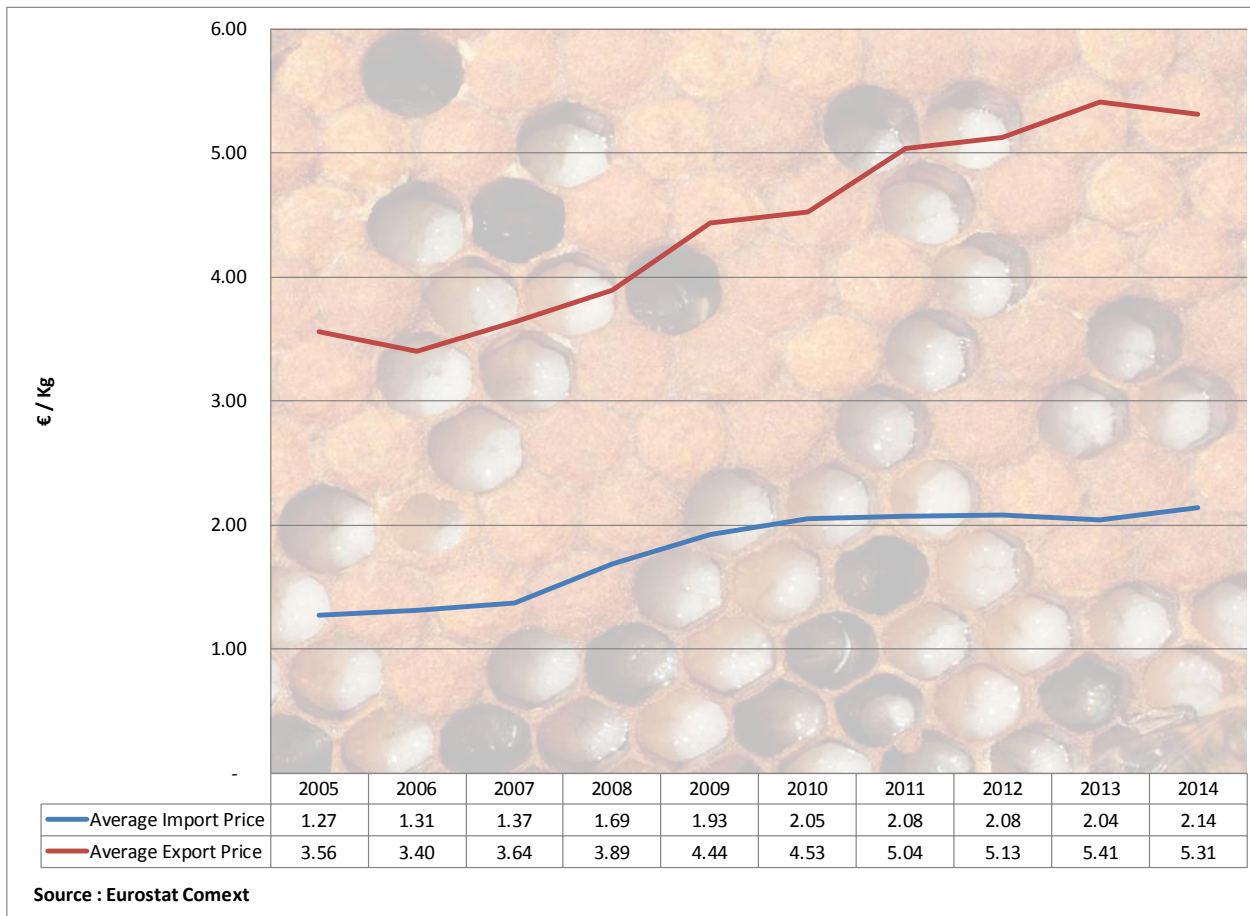 6.00
5.00
4.00
3.00
2.00
1.00
-
€ / Kg
2005 2006 2007 2008 2009 2010 2011 2012 2013 2014
Average Import Price 1.27 1.31 1.37 1.69 1.93 2.05 2.08 2.08 2.04 2.14
Average Export Price 3.56 3.40 3.64 3.89 4.44 4.53 5.04 5.13 5.41 5.31
Source : Eurostat Comext